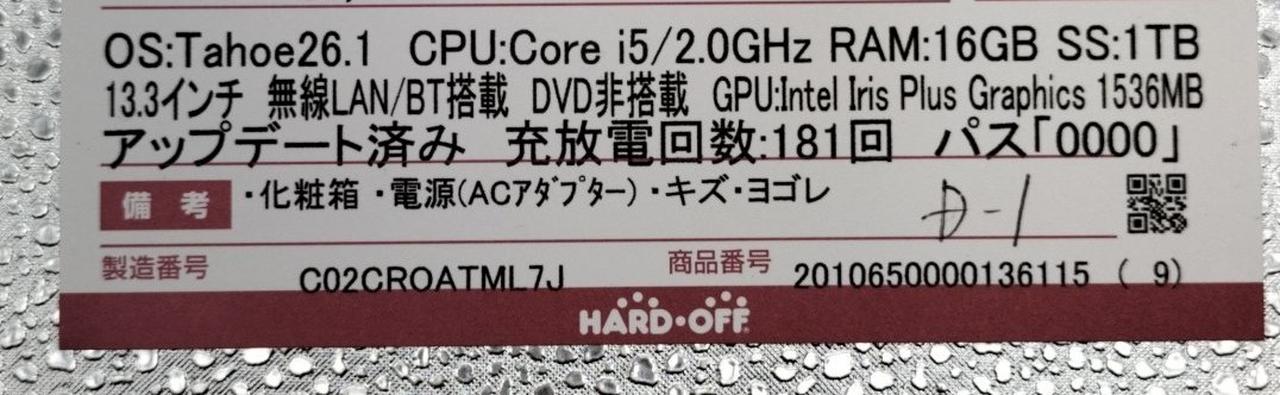 OS:Tahoe26.1 CPU:Core i5/2.0GHz RAM:16GB SS:1TB
13.3インチ 無線LAN/BT搭載 DVD非搭載 GPU:Intel Iris Plus Graphics 1536MB
アップデート済み 充放電回数:181回 パス「0000」
備考 ・化粧箱 ・電源(ACアダプター) ・キズ・ヨゴレ
D-1
製造番号 C02CROATML7J 商品番号 2010650000136115 ( 9)
HARD・OFF